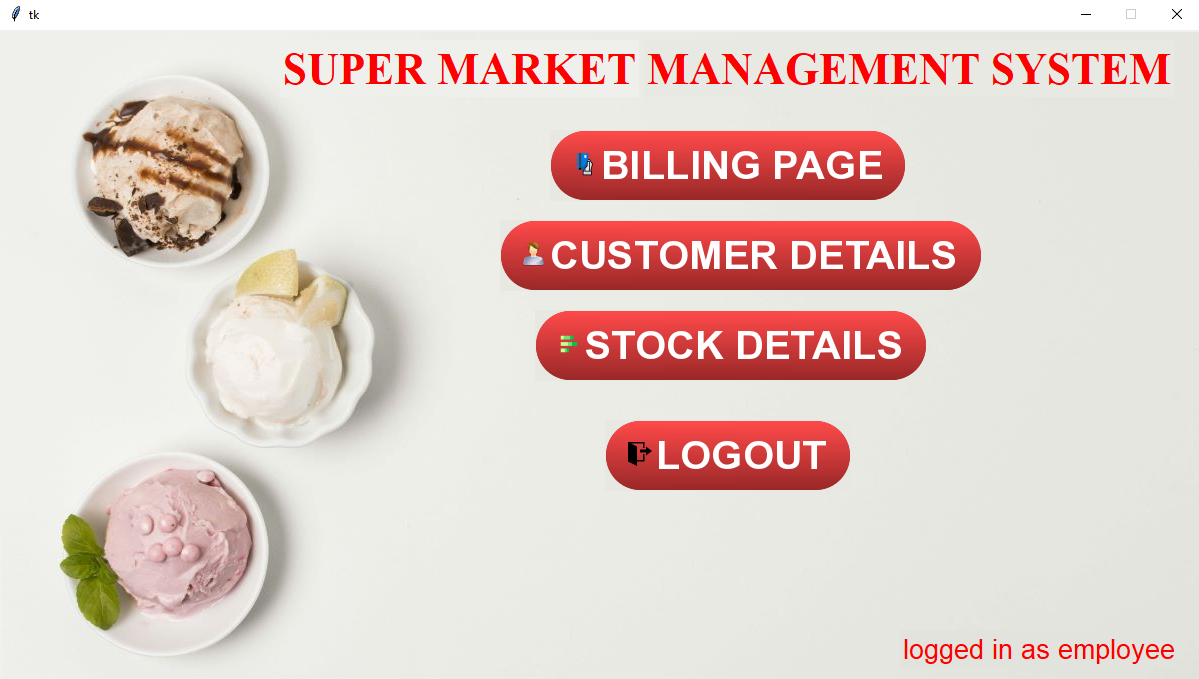 tk
SUPER MARKET MANAGEMENT SYSTEM
BILLING PAGE
CUSTOMER DETAILS
STOCK DETAILS
LOGOUT
logged in as employee